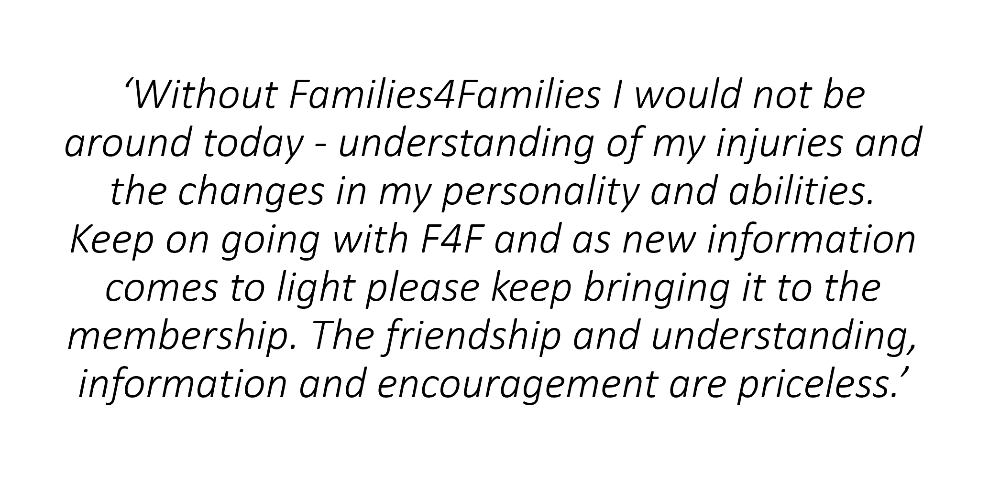 ‘Without Families4Families I would not be
around today - understanding of my injuries and
the changes in my personality and abilities.
Keep on going with F4F and as new information
comes to light please keep bringing it to the
membership. The friendship and understanding,
information and encouragement are priceless.’